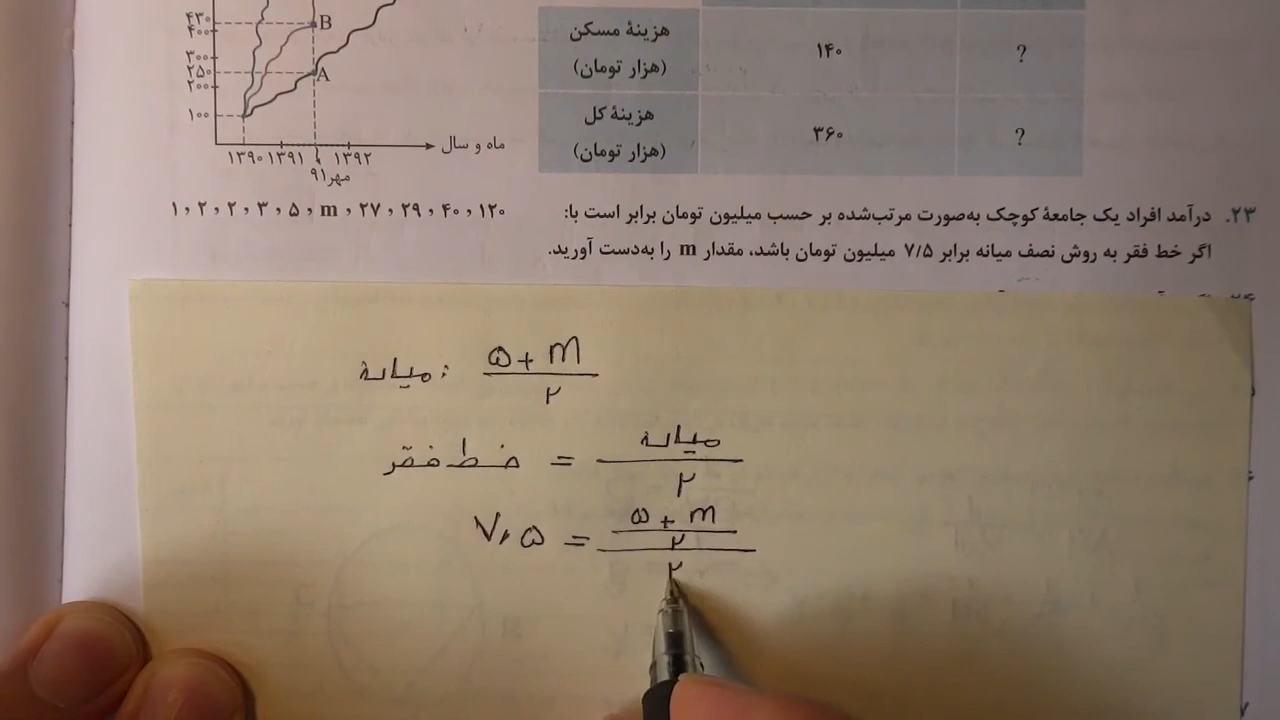 ۴۳۰
۴۰۰
۳۰۰
۲۵۰
۲۰۰
۱۰۰
B
A
۱۳۹۰ ۱۳۹۱ ۱۳۹۲
ماه و سال
مهر ۹۱
هزینهٔ مسکن (هزار تومان) ۱۴۰ ?
هزینهٔ کل (هزار تومان) ۳۶۰ ?
۲۳. درآمد افراد یک جامعهٔ کوچک به‌صورت مرتب‌شده بر حسب میلیون تومان برابر است با:
۱ , ۲ , ۲ , ۳ , ۵ , m , ۲۷ , ۲۹ , ۴۰ , ۱۲۰
اگر خط فقر به روش نصف میانه برابر ۷/۵ میلیون تومان باشد، مقدار m را به‌دست آورید.
میانهٔ :
۵ + m
۲
خط فقر =
میانه
۲
۷,۵ =
۵ + m
۲
۲